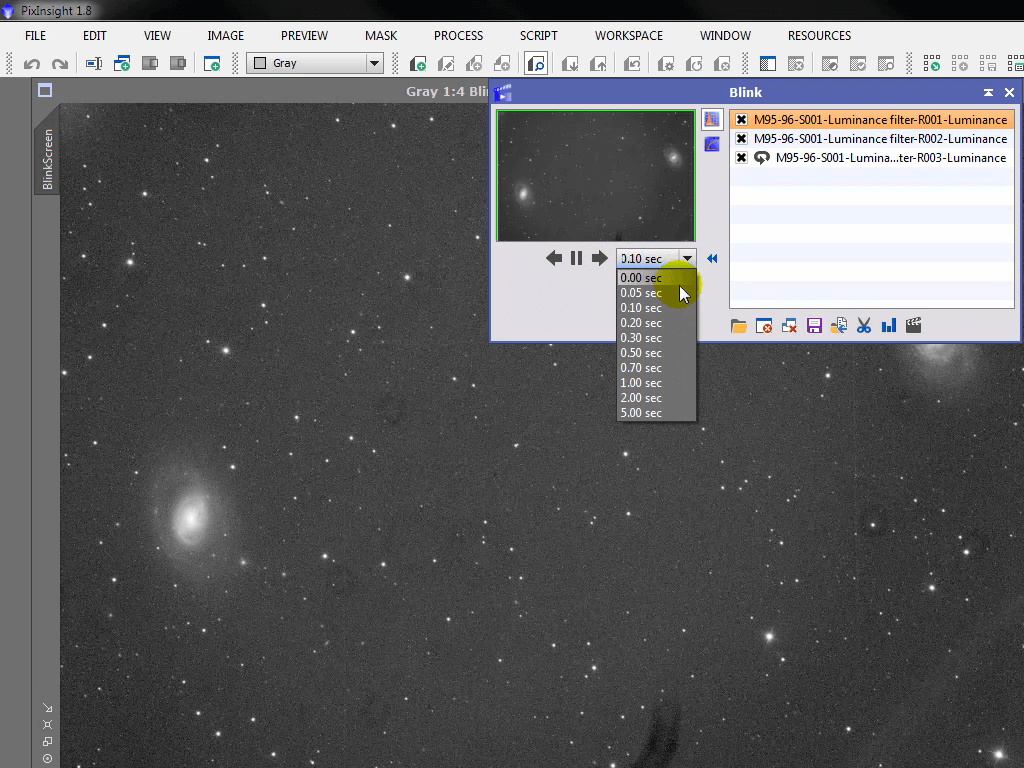 PixInsight 1.8
FILE EDIT VIEW IMAGE PREVIEW MASK PROCESS SCRIPT WORKSPACE WINDOW RESOURCES
Gray
Gray 1:4 Blin
Blink
BlinkScreen
M95-96-S001-Luminance filter-R001-Luminance
M95-96-S001-Luminance filter-R002-Luminance
M95-96-S001-Lumina...ter-R003-Luminance
0.10 sec
0.00 sec
0.05 sec
0.10 sec
0.20 sec
0.30 sec
0.50 sec
0.70 sec
1.00 sec
2.00 sec
5.00 sec